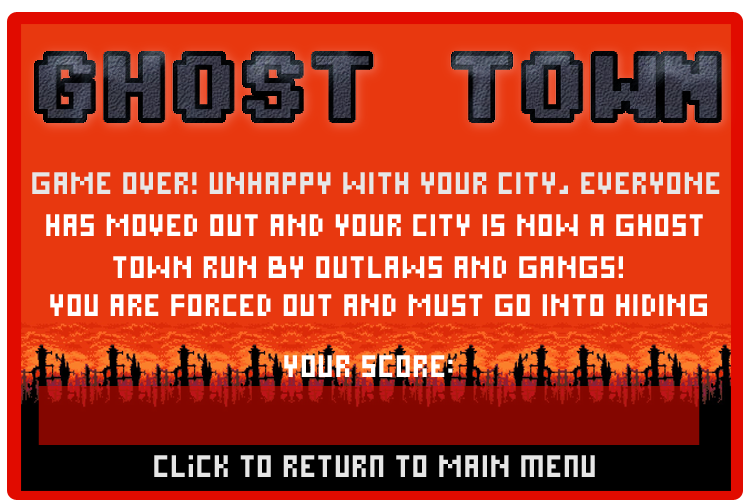 GHOST TOWN
GAME OVER! UNHAPPY WITH YOUR CITY, EVERYONE
HAS MOVED OUT AND YOUR CITY IS NOW A GHOST
TOWN RUN BY OUTLAWS AND GANGS!
YOU ARE FORCED OUT AND MUST GO INTO HIDING
YOUR SCORE:
CLiCK TO RETURN TO MAIN MENU